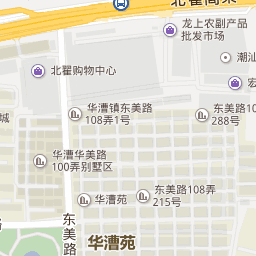 北翟高架
龙上农副产品
批发市场
潮汕
北翟购物中心
宏
华漕镇东美路
108弄1号
东美路10
288号
城
华漕华美路
100弄别墅区
东美路108弄
215号
华漕苑
路
东美路
华漕苑